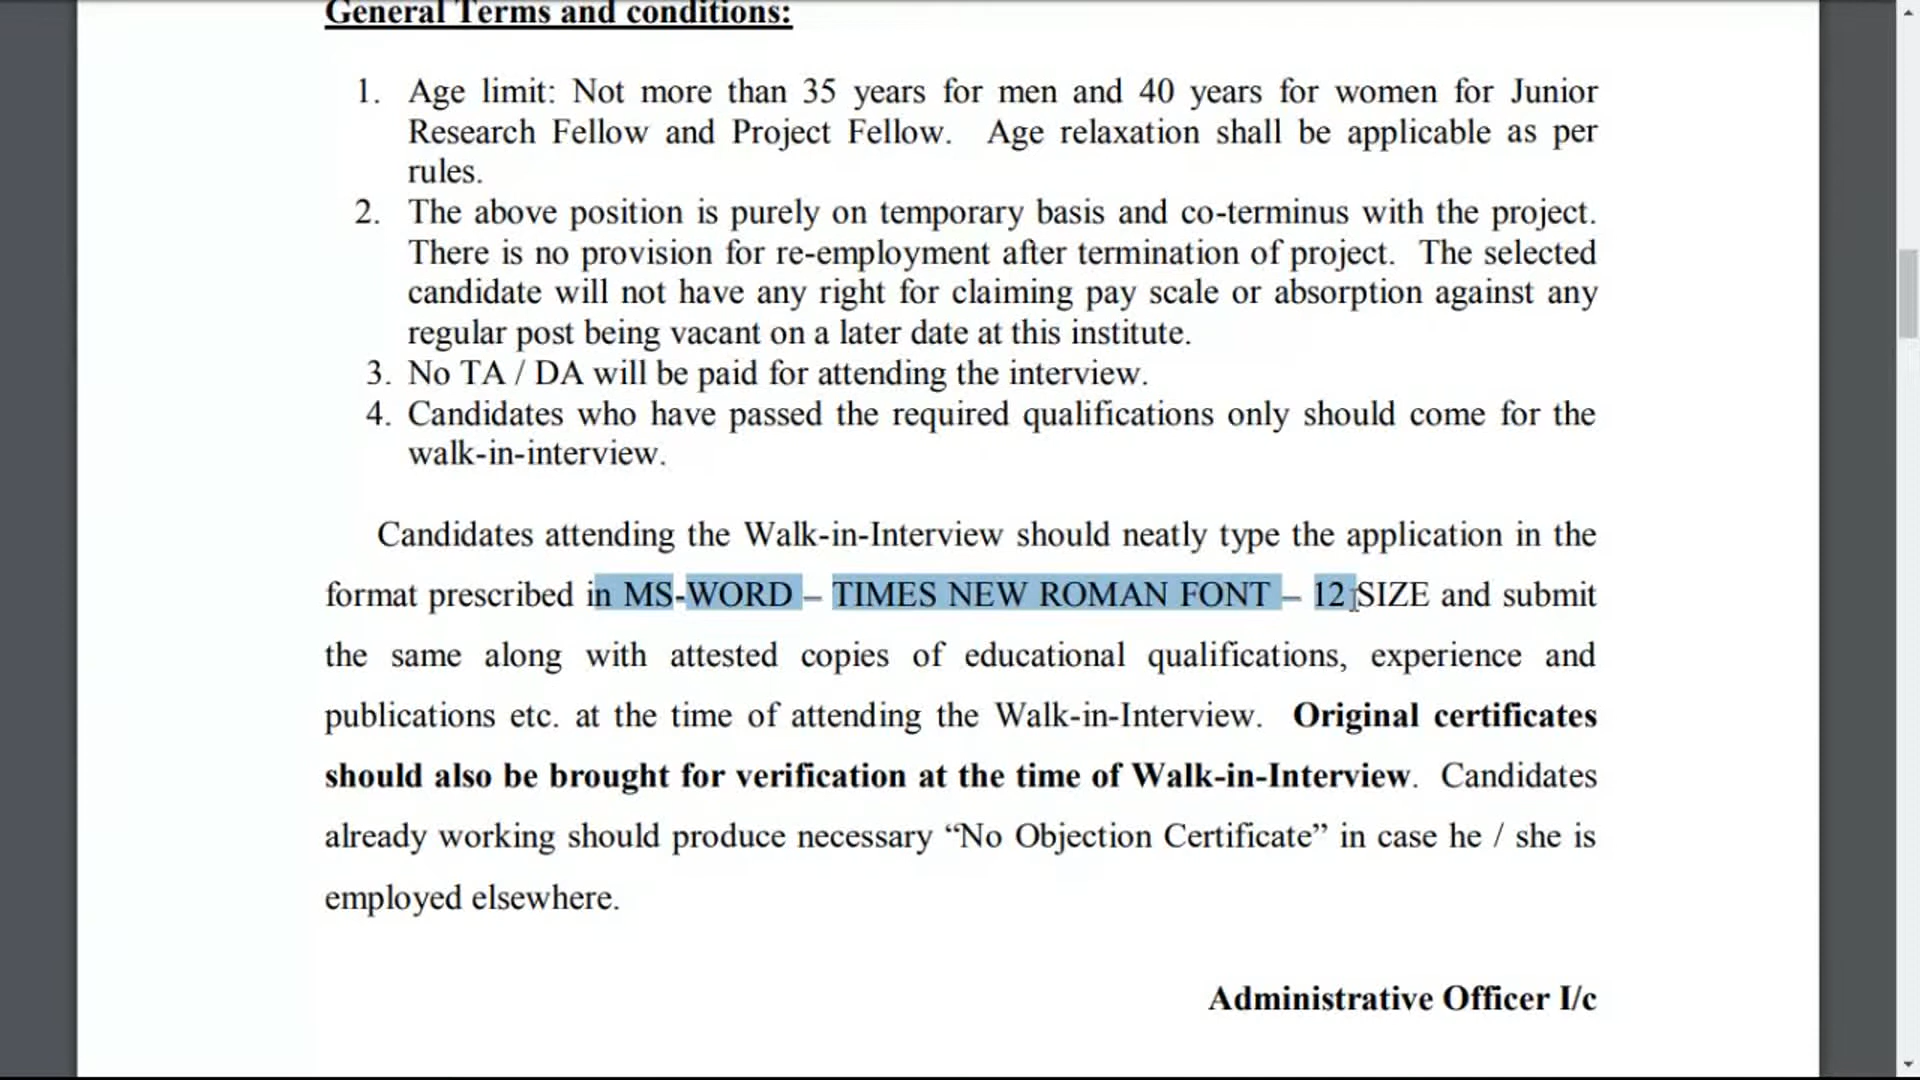 General Terms and conditions:
1. Age limit: Not more than 35 years for men and 40 years for women for Junior
Research Fellow and Project Fellow. Age relaxation shall be applicable as per
rules.
2. The above position is purely on temporary basis and co-terminus with the project.
There is no provision for re-employment after termination of project. The selected
candidate will not have any right for claiming pay scale or absorption against any
regular post being vacant on a later date at this institute.
3. No TA / DA will be paid for attending the interview.
4. Candidates who have passed the required qualifications only should come for the
walk-in-interview.
Candidates attending the Walk-in-Interview should neatly type the application in the
format prescribed in MS-WORD – TIMES NEW ROMAN FONT – 12 SIZE and submit
the same along with attested copies of educational qualifications, experience and
publications etc. at the time of attending the Walk-in-Interview. Original certificates
should also be brought for verification at the time of Walk-in-Interview. Candidates
already working should produce necessary “No Objection Certificate” in case he / she is
employed elsewhere.
Administrative Officer I/c